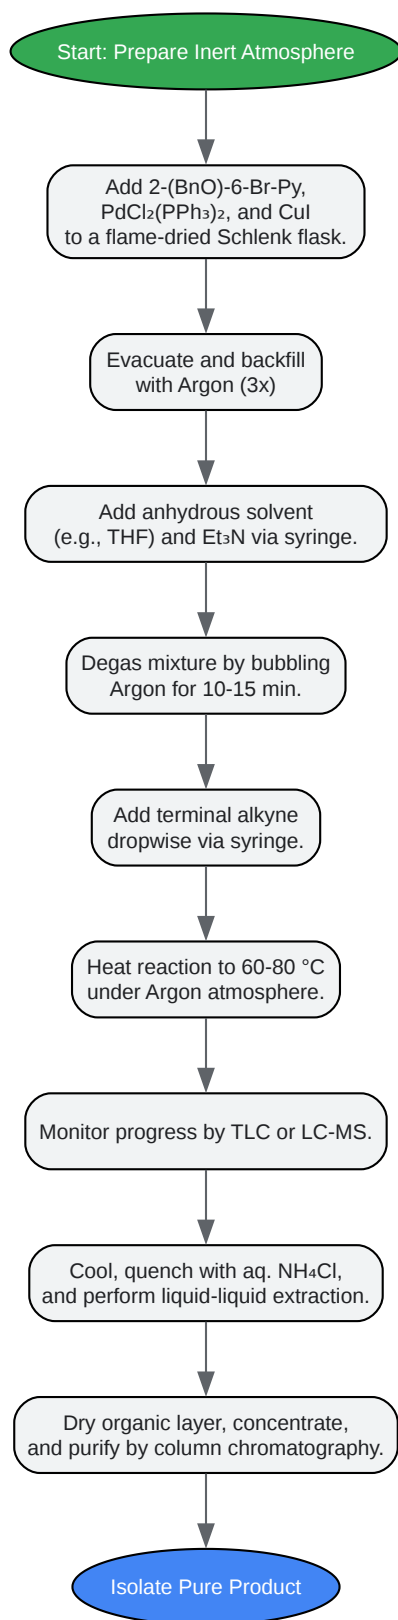 Start: Prepare Inert Atmosphere
Add 2-(BnO)-6-Br-Py,
PdCl₂(PPh₃)₂, and CuI
to a flame-dried Schlenk flask.
Evacuate and backfill
with Argon (3x)
Add anhydrous solvent
(e.g., THF) and Et₃N via syringe.
Degas mixture by bubbling
Argon for 10-15 min.
Add terminal alkyne
dropwise via syringe.
Heat reaction to 60-80 °C
under Argon atmosphere.
Monitor progress by TLC or LC-MS.
Cool, quench with aq. NH₄Cl,
and perform liquid-liquid extraction.
Dry organic layer, concentrate,
and purify by column chromatography.
Isolate Pure Product